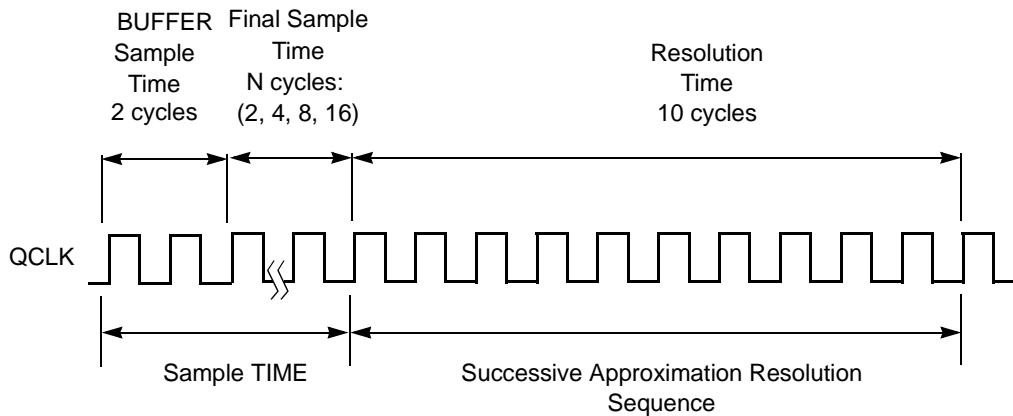 BUFFER
Sample
Time
2 cycles
Final Sample
Time
N cycles:
(2, 4, 8, 16)
Resolution
Time
10 cycles
QCLK
Sample TIME
Successive Approximation Resolution
Sequence